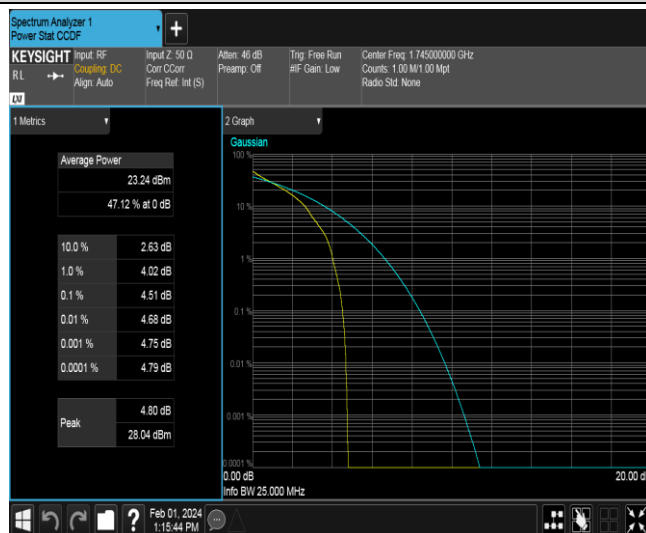 Spectrum Analyzer 1
Power Stat CCDF
+
KEYSIGHT
RL
LXI
Input: RF
Coupling: DC
Align: Auto
Input Z: 50 Ω
Corr CCorr
Freq Ref: Int (S)
Atten: 46 dB
Preamp: Off
Trig: Free Run
#IF Gain: Low
Center Freq: 1.745000000 GHz
Counts: 1.00 M/1.00 Mpt
Radio Std: None
1 Metrics
Average Power
23.24 dBm
47.12 % at 0 dB
10.0 % 2.63 dB
1.0 % 4.02 dB
0.1 % 4.51 dB
0.01 % 4.68 dB
0.001 % 4.75 dB
0.0001 % 4.79 dB
Peak
4.80 dB
28.04 dBm
2 Graph
Gaussian
100 %
10 %
1 %
0.1 %
0.01 %
0.001 %
0.0001 %
0.00 dB
20.00 d
Info BW 25.000 MHz
?
Feb 01, 2024
1:15:44 PM